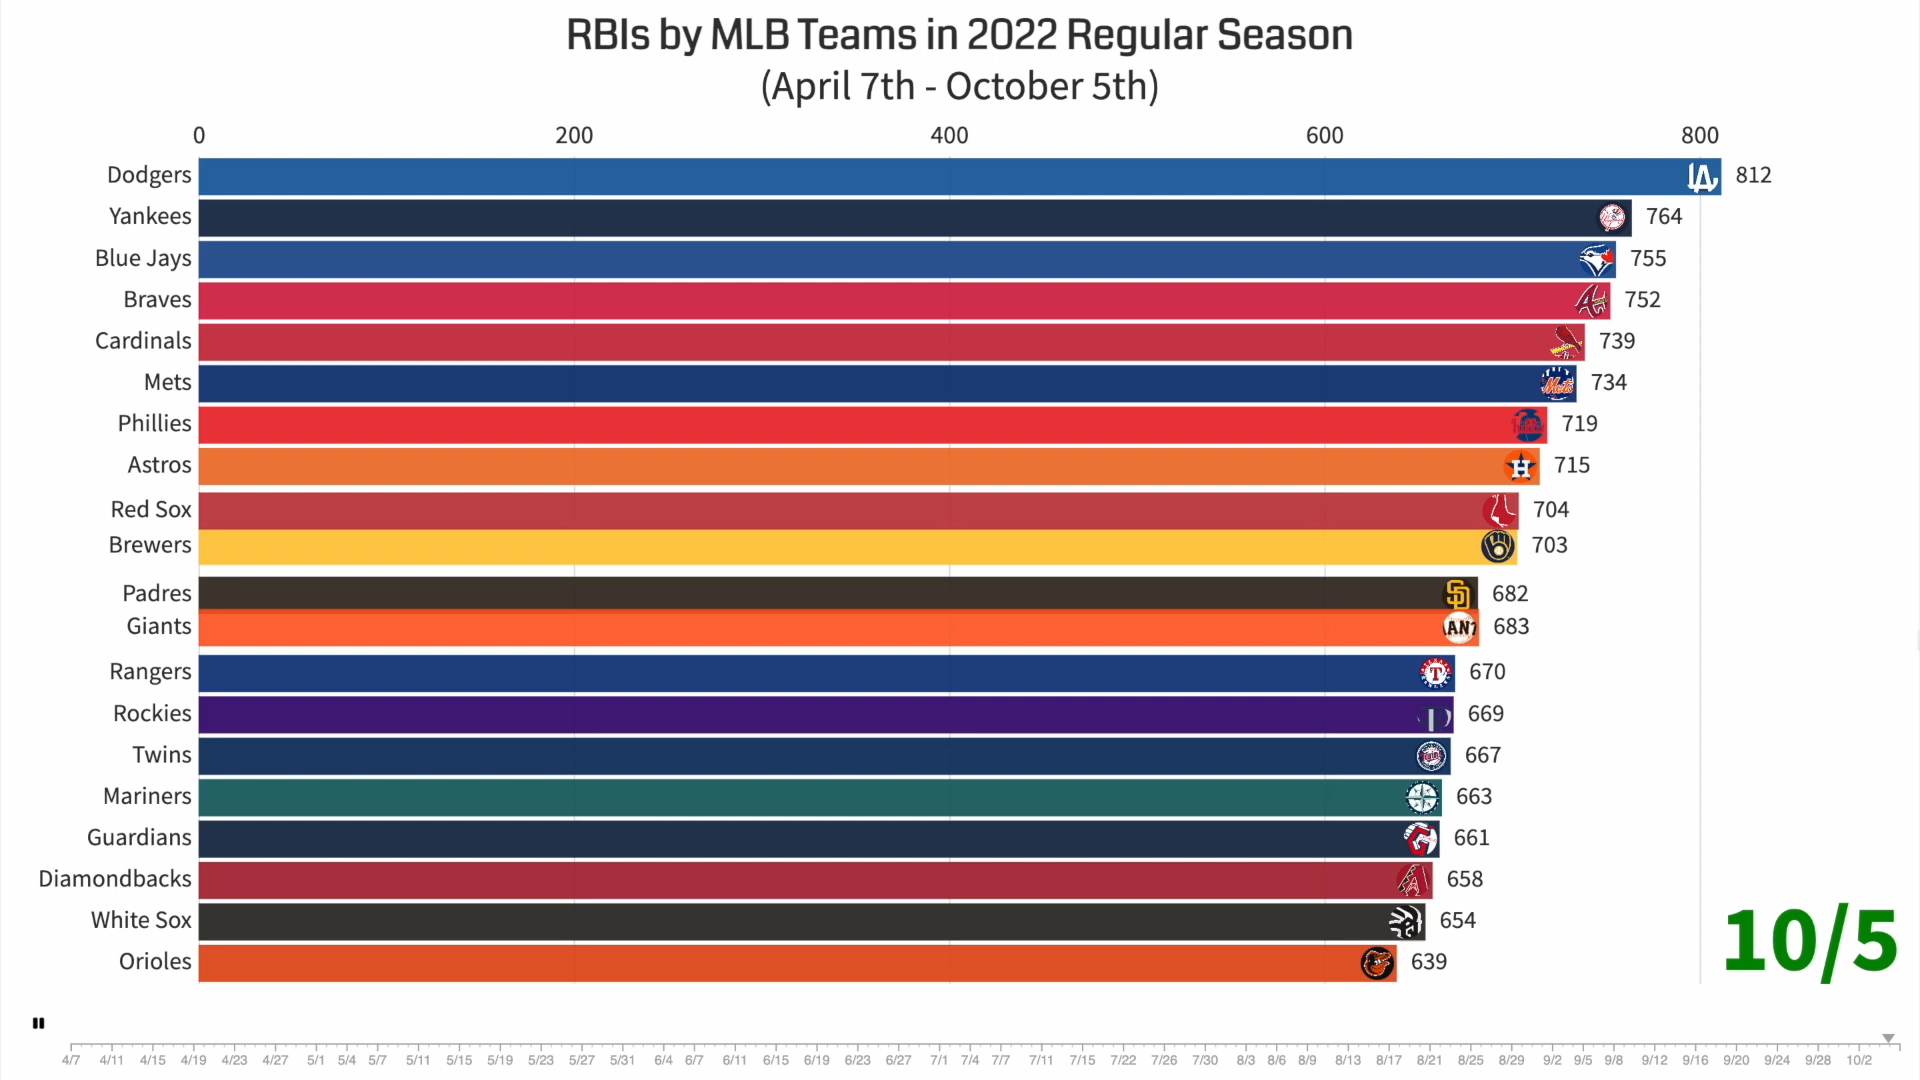 RBIs by MLB Teams in 2022 Regular Season
(April 7th - October 5th)
0 200 400 600 800
Dodgers 812
Yankees 764
Blue Jays 755
Braves 752
Cardinals 739
Mets Mets 734
Phillies 719
Astros H 715
Red Sox 704
Brewers 703
Padres SD 682
Giants 683
Rangers T 670
Rockies 669
Twins 667
Mariners 663
Guardians 661
Diamondbacks 658
White Sox 654
Orioles 639
10/5
4/7 4/11 4/15 4/19 4/23 4/27 5/1 5/4 5/7 5/11 5/15 5/19 5/23 5/27 5/31 6/4 6/7 6/11 6/15 6/19 6/23 6/27 7/1 7/4 7/7 7/11 7/15 7/22 7/26 7/30 8/3 8/6 8/9 8/13 8/17 8/21 8/25 8/29 9/2 9/5 9/8 9/12 9/16 9/20 9/24 9/28 10/2